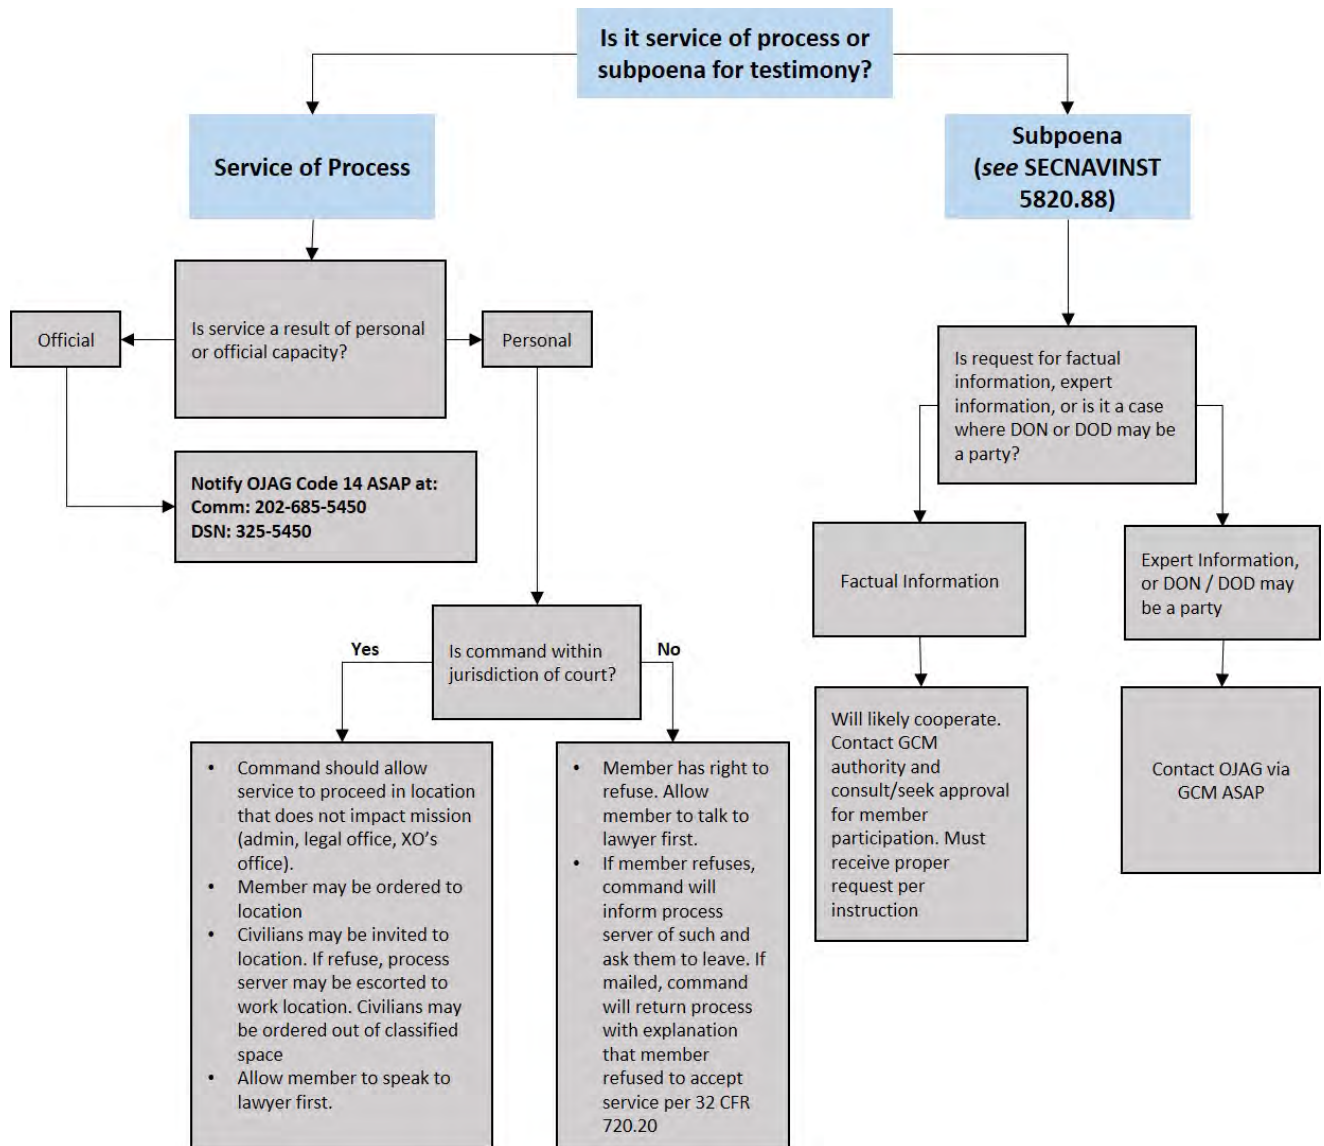 Is it service of process or
subpoena for testimony?
Service of Process
Subpoena
(see SECNAVINST
5820.88)
Official
Is service a result of personal
or official capacity?
Personal
Is request for factual
information, expert
information, or is it a case
where DON or DOD may be
a party?
Notify OJAG Code 14 ASAP at:
Comm: 202-685-5450
DSN: 325-5450
Factual Information
Expert Information,
or DON / DOD may
be a party
Yes
Is command within
jurisdiction of court?
No
• Command should allow
service to proceed in location
that does not impact mission
(admin, legal office, XO's
office).
• Member may be ordered to
location
• Civilians may be invited to
location. If refuse, process
server may be escorted to
work location. Civilians may
be ordered out of classified
space
• Allow member to speak to
lawyer first.
• Member has right to
refuse. Allow
member to talk to
lawyer first.
• If member refuses,
command will
inform process
server of such and
ask them to leave. If
mailed, command
will return process
with explanation
that member
refused to accept
service per 32 CFR
720.20
Will likely cooperate.
Contact GCM
authority and
consult/seek approval
for member
participation. Must
receive proper
request per
instruction
Contact OJAG via
GCM ASAP